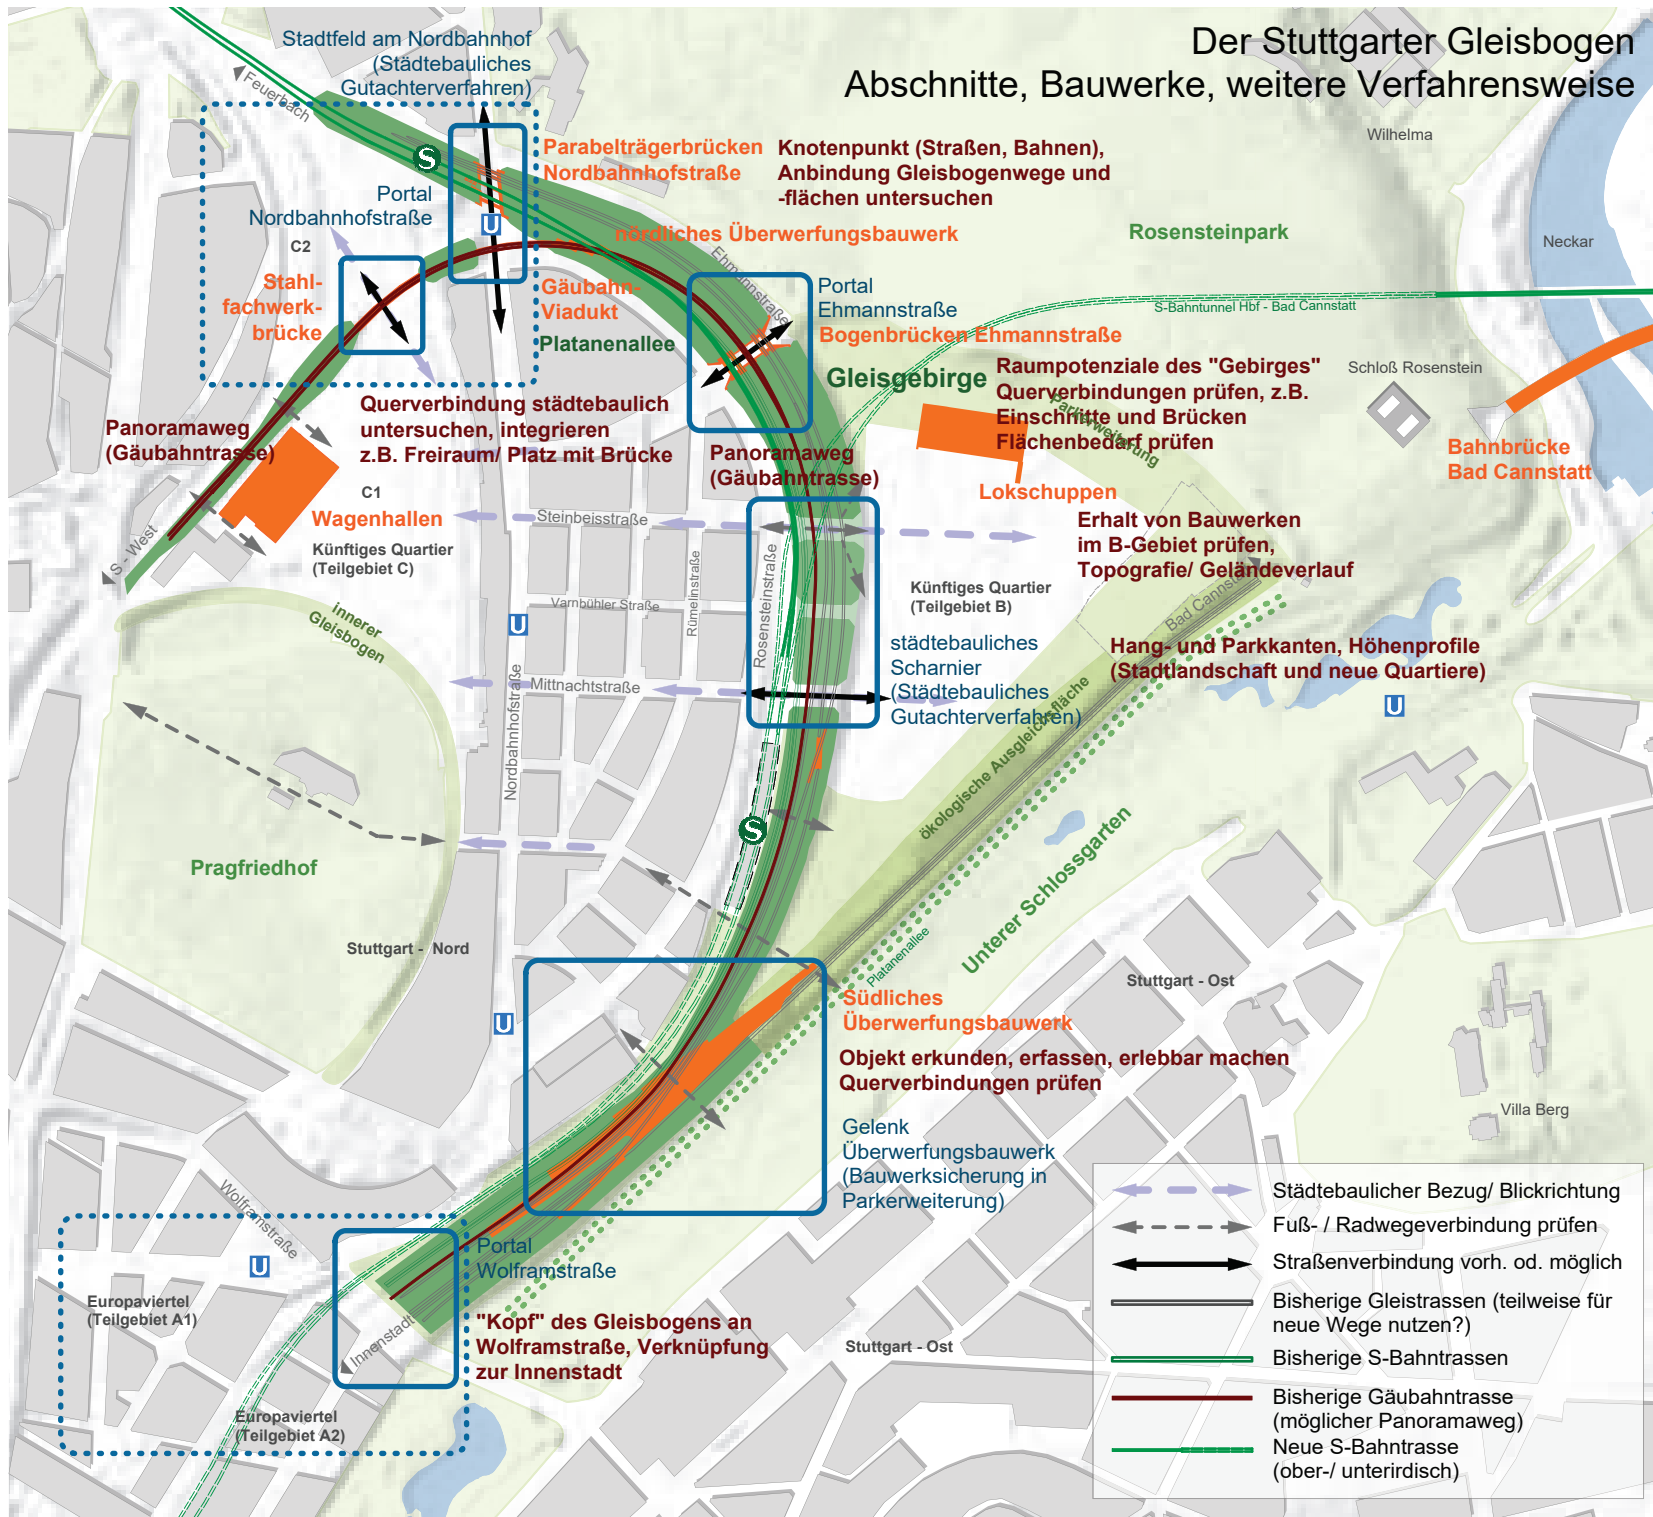 Der Stuttgarter Gleisbogen
Abschnitte, Bauwerke, weitere Verfahrensweise
Stadtfeld am Nordbahnhof
(Städtebauliches
Gutachterverfahren)
Feuerbach
Wilhelma
S
Parabelträgerbrücken
Nordbahnhofstraße
Knotenpunkt (Straßen, Bahnen),
Anbindung Gleisbogenwege und
-flächen untersuchen
Portal
Nordbahnhofstraße
U
C2
nördliches Überwerfungsbauwerk
Rosensteinpark
Neckar
Ehmannstraße
Stahl-
fachwerk-
brücke
Gäubahn-
Viadukt
Platanenallee
Portal
Ehmannstraße
Bogenbrücken Ehmannstraße
S-Bahntunnel Hbf - Bad Cannstatt
Gleisgebirge
Raumpotenziale des "Gebirges"
Querverbindungen prüfen, z.B.
Einschnitte und Brücken
Flächenbedarf prüfen
Parkerweiterung
Schloß Rosenstein
Bahnbrücke
Bad Cannstatt
Panoramaweg
(Gäubahntrasse)
Querverbindung städtebaulich
untersuchen, integrieren
z.B. Freiraum/ Platz mit Brücke
Panoramaweg
(Gäubahntrasse)
Lokschuppen
C1
Wagenhallen
Künftiges Quartier
(Teilgebiet C)
S - West
Steinbeisstraße
Erhalt von Bauwerken
im B-Gebiet prüfen,
Topografie/ Geländeverlauf
Künftiges Quartier
(Teilgebiet B)
Bad Cannstatt
innerer
Gleisbogen
Varnbühler Straße
Rümelinstraße
Rosensteinstraße
U
städtebauliches
Scharnier
(Städtebauliches
Gutachterverfahren)
Hang- und Parkkanten, Höhenprofile
(Stadtlandschaft und neue Quartiere)
U
Mittnachtstraße
Nordbahnhofstraße
ökologische Ausgleichsfläche
S
Pragfriedhof
Unterer Schlossgarten
Platanenallee
Stuttgart - Nord
Stuttgart - Ost
U
Südliches
Überwerfungsbauwerk
Objekt erkunden, erfassen, erlebbar machen
Querverbindungen prüfen
Gelenk
Überwerfungsbauwerk
(Bauwerksicherung in
Parkerweiterung)
Villa Berg
Wolframstraße
U
Portal
Wolframstraße
Europaviertel
(Teilgebiet A1)
Innenstadt
"Kopf" des Gleisbogens an
Wolframstraße, Verknüpfung
zur Innenstadt
Stuttgart - Ost
Europaviertel
(Teilgebiet A2)
Städtebaulicher Bezug/ Blickrichtung
Fuß- / Radwegeverbindung prüfen
Straßenverbindung vorh. od. möglich
Bisherige Gleistrassen (teilweise für
neue Wege nutzen?)
Bisherige S-Bahntrassen
Bisherige Gäubahntrasse
(möglicher Panoramaweg)
Neue S-Bahntrasse
(ober-/ unterirdisch)